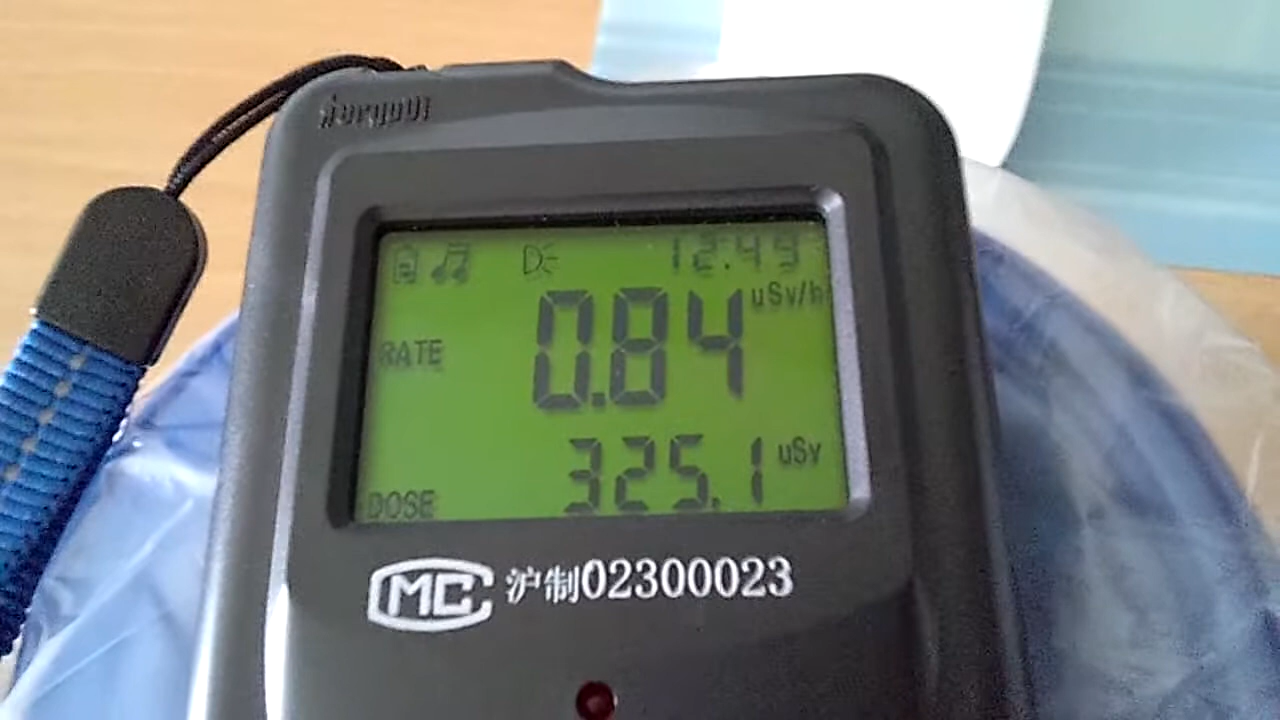 12:49
0.84 uSv/h
RATE
325.1 uSv
DOSE
MC 沪制02300023